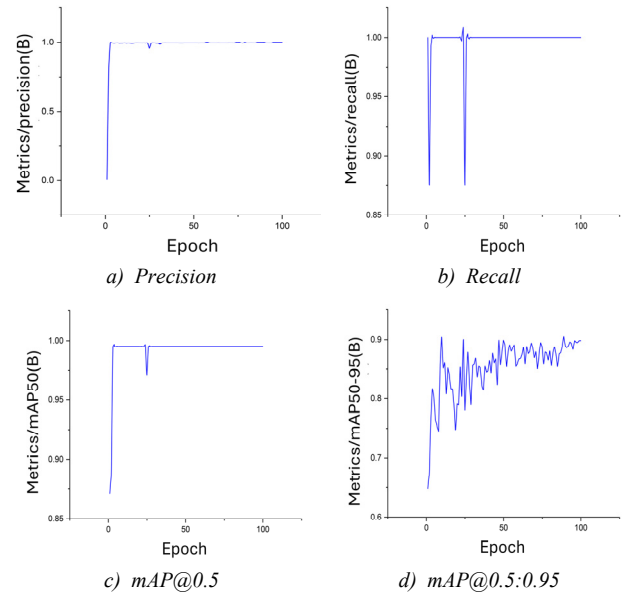 Metrics/precision(B)
1.0
0.5
0.0
0
50
100
Epoch
a) Precision
Metrics/recall(B)
1.00
0.95
0.90
0.85
0
50
100
Epoch
b) Recall
Metrics/mAP50(B)
1.00
0.95
0.90
0.85
0
50
100
Epoch
c) mAP@0.5
Metrics/mAP50-95(B)
0.9
0.8
0.7
0.6
0
50
100
Epoch
d) mAP@0.5:0.95